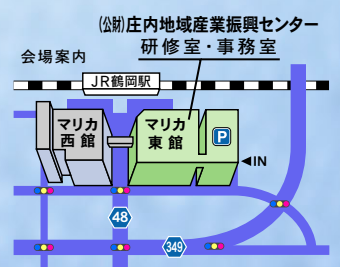 (公財)庄内地域産業振興センター
研修室・事務室
会場案内
JR鶴岡駅
マリカ
西館
マリカ
東館
P
◀IN
48
349